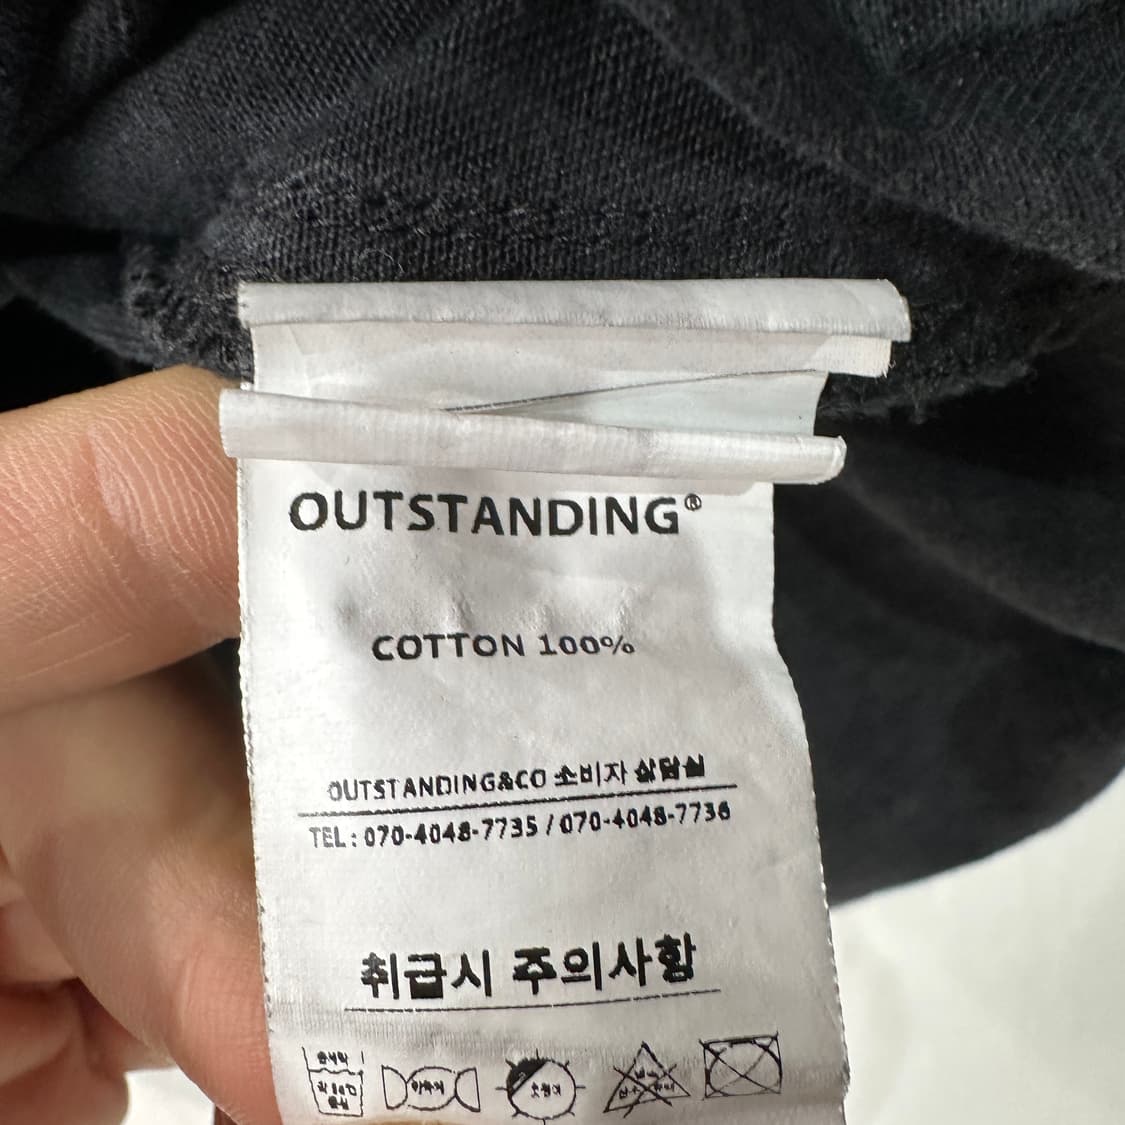 OUTSTANDING®
COTTON 100%
OUTSTANDING&CO 소비자 상담실
TEL : 070-4048-7735 / 070-4048-7736
취급시 주의사항